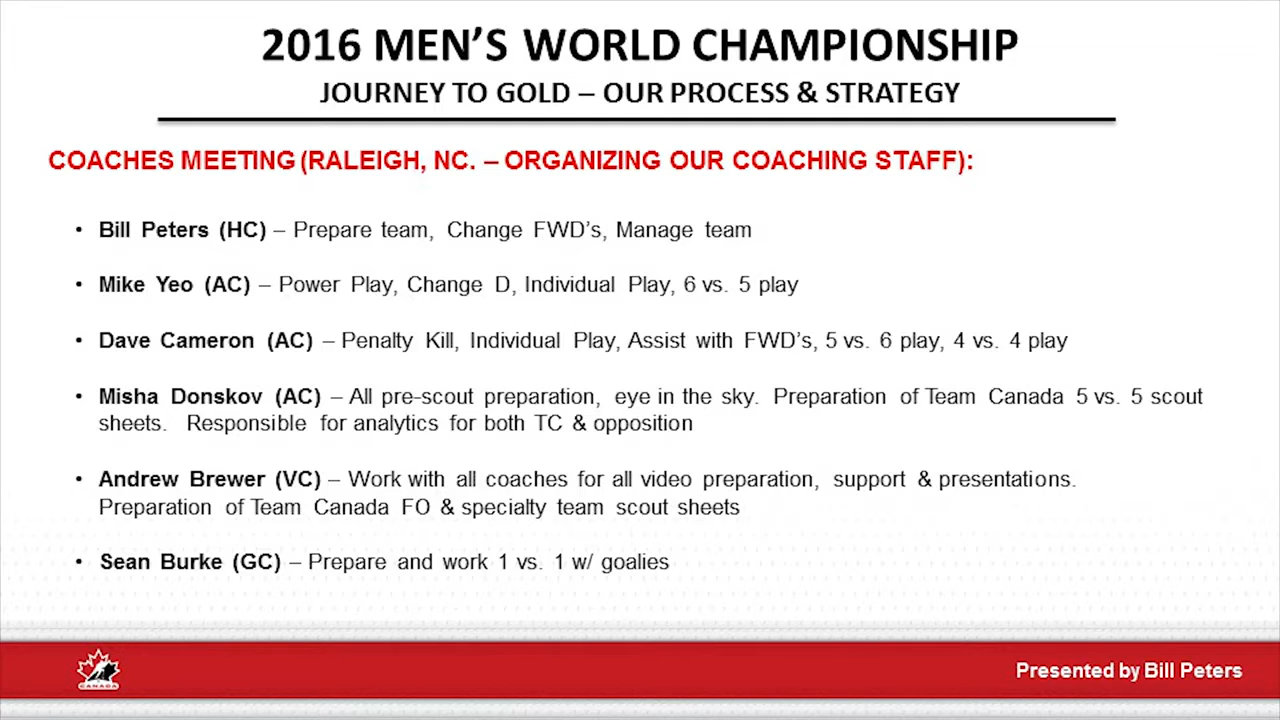 2016 MEN'S WORLD CHAMPIONSHIP
JOURNEY TO GOLD – OUR PROCESS & STRATEGY
COACHES MEETING (RALEIGH, NC. – ORGANIZING OUR COACHING STAFF):
• Bill Peters (HC) – Prepare team, Change FWD's, Manage team
• Mike Yeo (AC) – Power Play, Change D, Individual Play, 6 vs. 5 play
• Dave Cameron (AC) – Penalty Kill, Individual Play, Assist with FWD's, 5 vs. 6 play, 4 vs. 4 play
• Misha Donskov (AC) – All pre-scout preparation, eye in the sky. Preparation of Team Canada 5 vs. 5 scout
sheets. Responsible for analytics for both TC & opposition
• Andrew Brewer (VC) – Work with all coaches for all video preparation, support & presentations.
Preparation of Team Canada FO & specialty team scout sheets
• Sean Burke (GC) – Prepare and work 1 vs. 1 w/ goalies
CANADA
Presented by Bill Peters